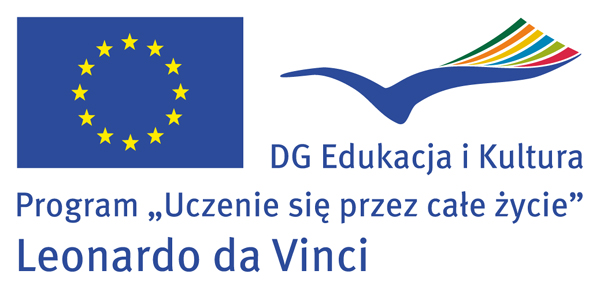 DG Edukacja i Kultura
Program „Uczenie się przez całe życie”
Leonardo da Vinci